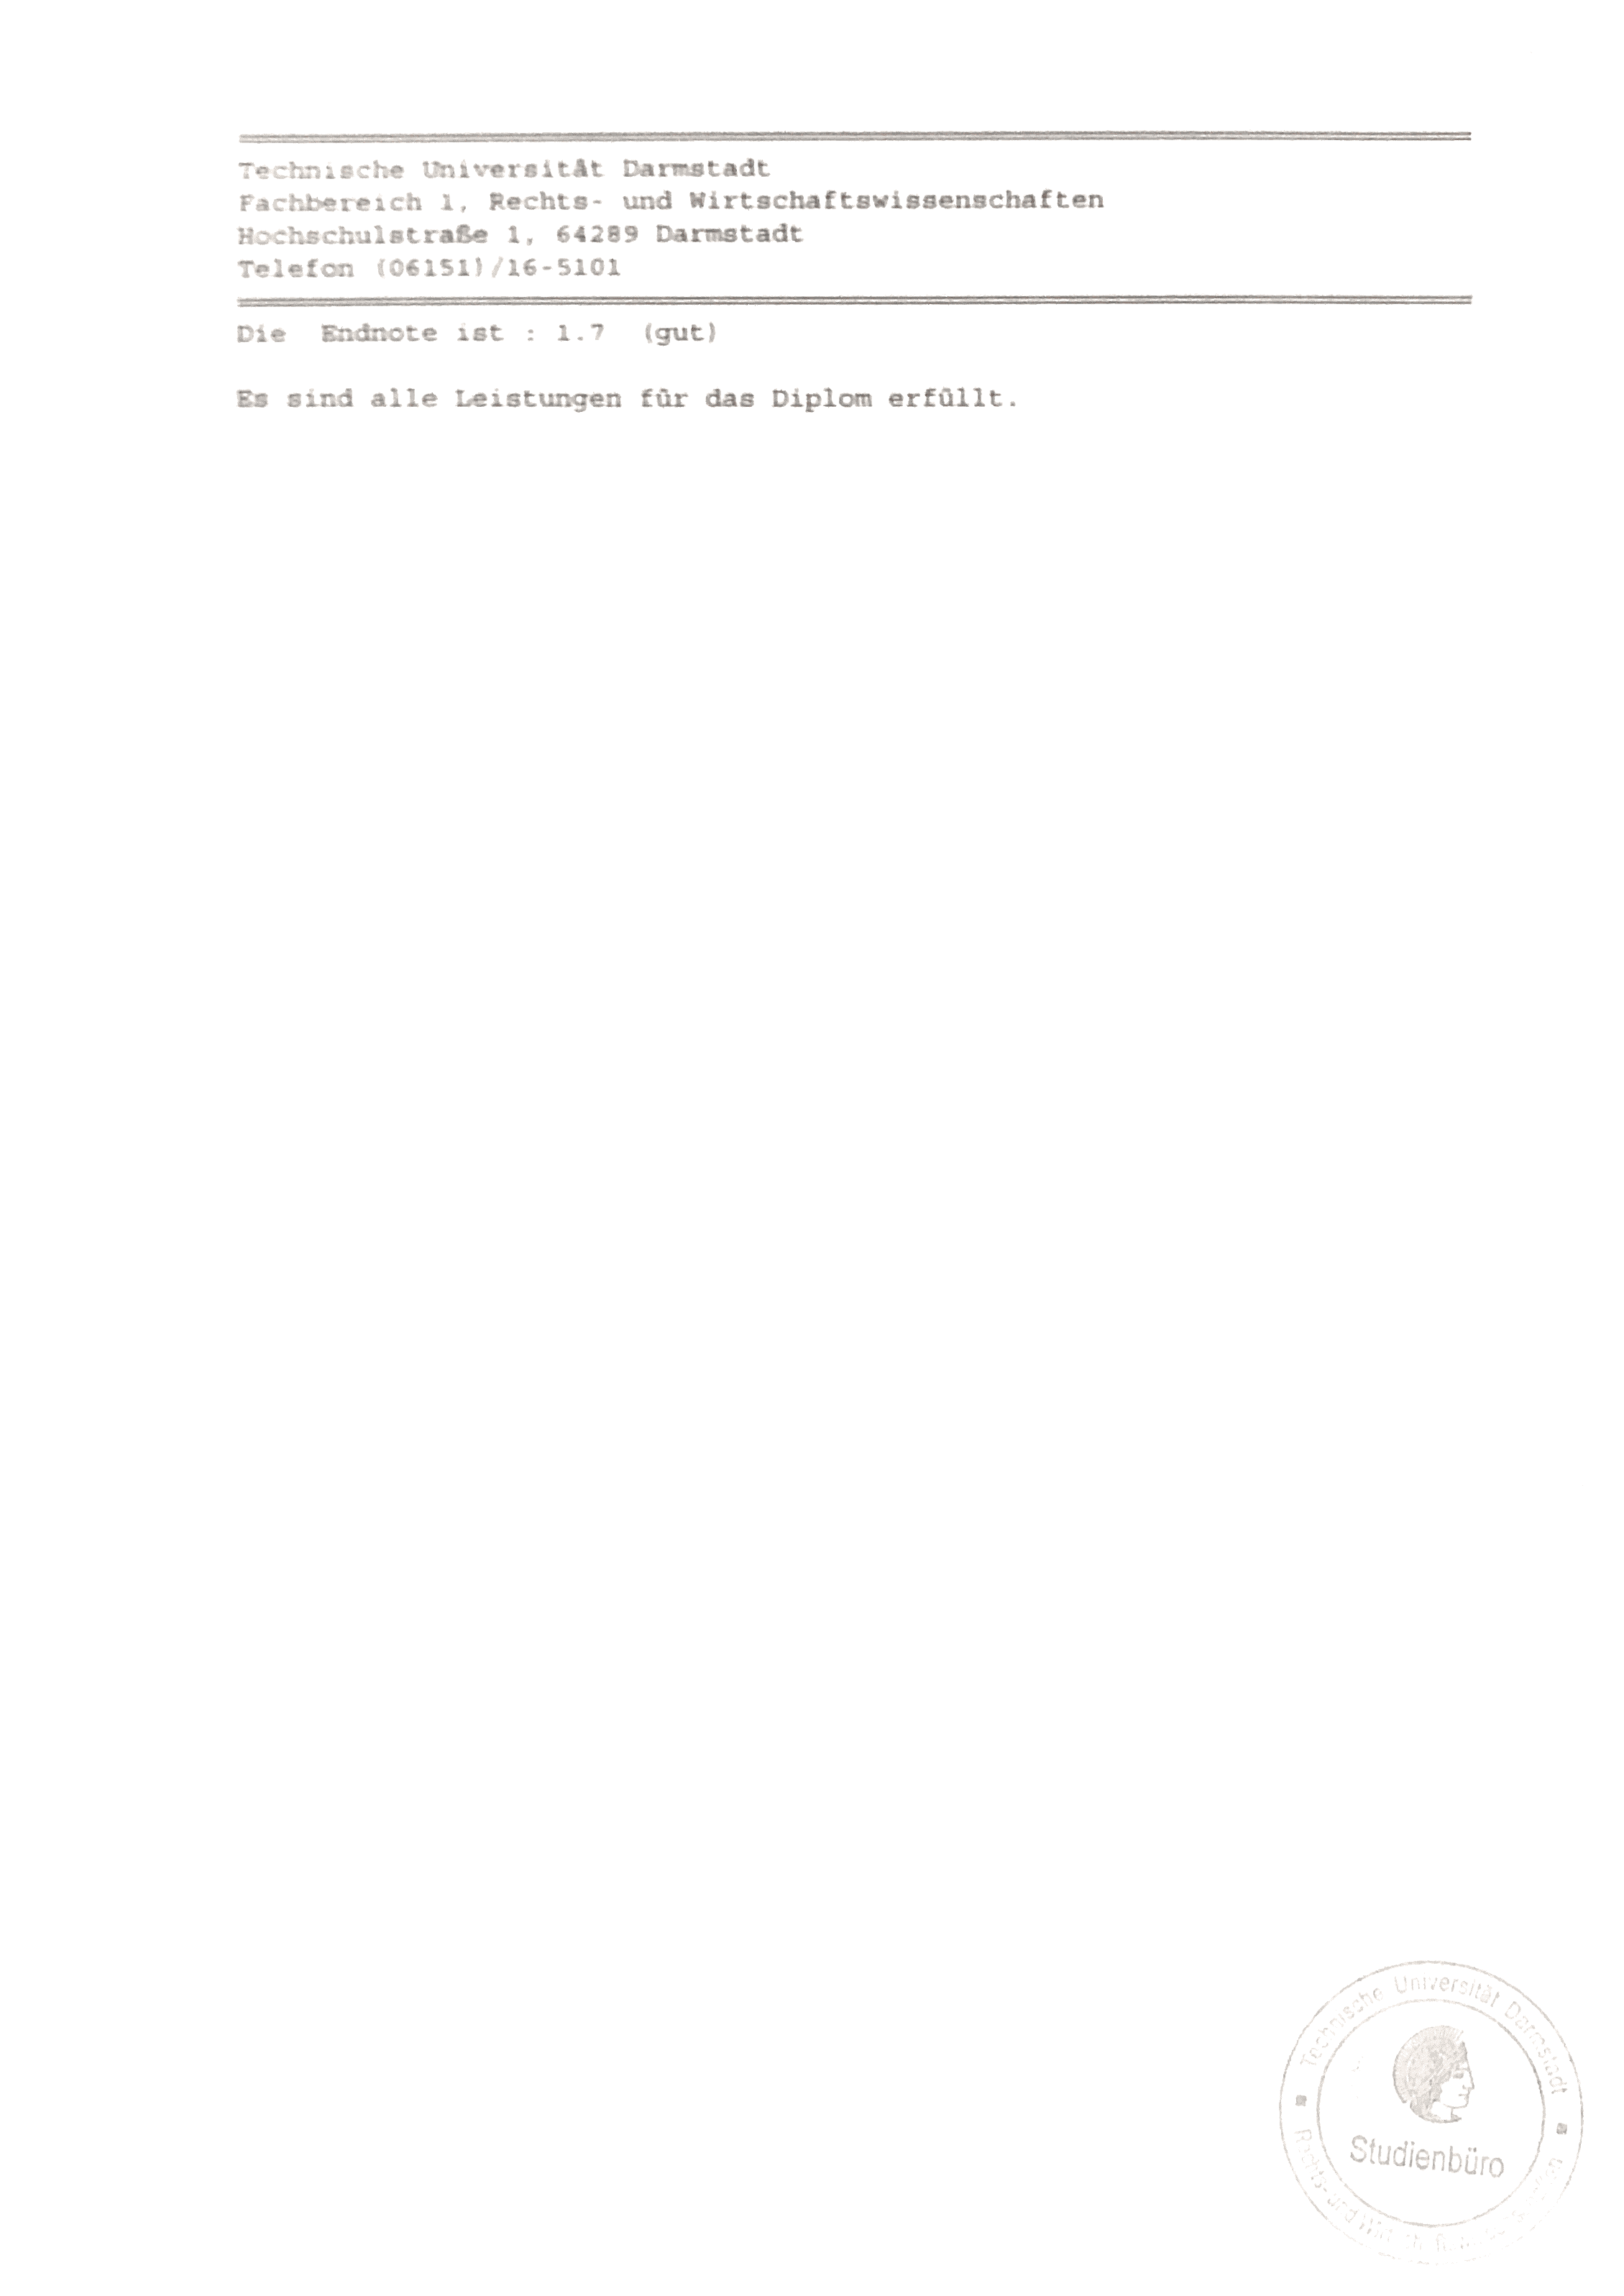 Technische Universität Darmstadt
Fachbereich 1, Rechts- und Wirtschaftswissenschaften
Hochschulstraße 1, 64289 Darmstadt
Telefon (06151)/16-5101
Die Endnote ist : 1.7 (gut)
Es sind alle Leistungen für das Diplom erfüllt.
Technische Universität Darmstadt
Studienbüro
Rechts- und